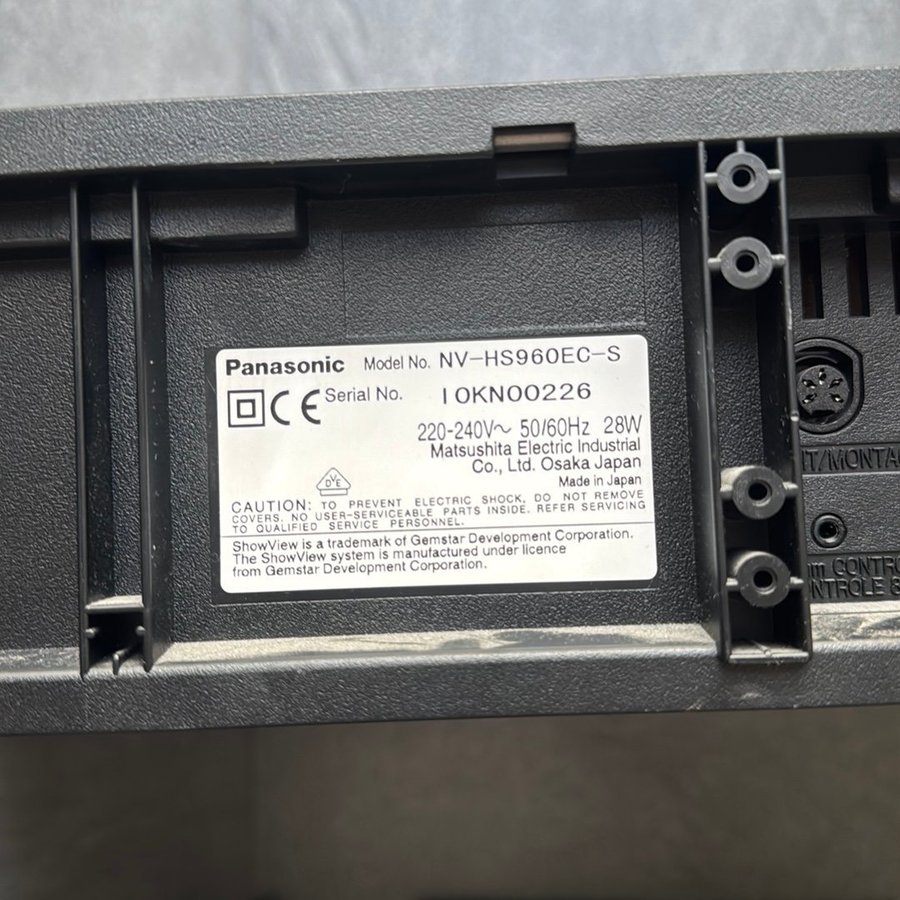 Panasonic Model No. NV-HS960EC-S
CE Serial No. I0KN00226
220-240V~ 50/60Hz 28W
Matsushita Electric Industrial
Co., Ltd. Osaka Japan
Made in Japan
DVE
CAUTION: TO PREVENT ELECTRIC SHOCK, DO NOT REMOVE
COVERS. NO USER-SERVICEABLE PARTS INSIDE. REFER SERVICING
TO QUALIFIED SERVICE PERSONNEL.
ShowView is a trademark of Gemstar Development Corporation.
The ShowView system is manufactured under licence
from Gemstar Development Corporation.